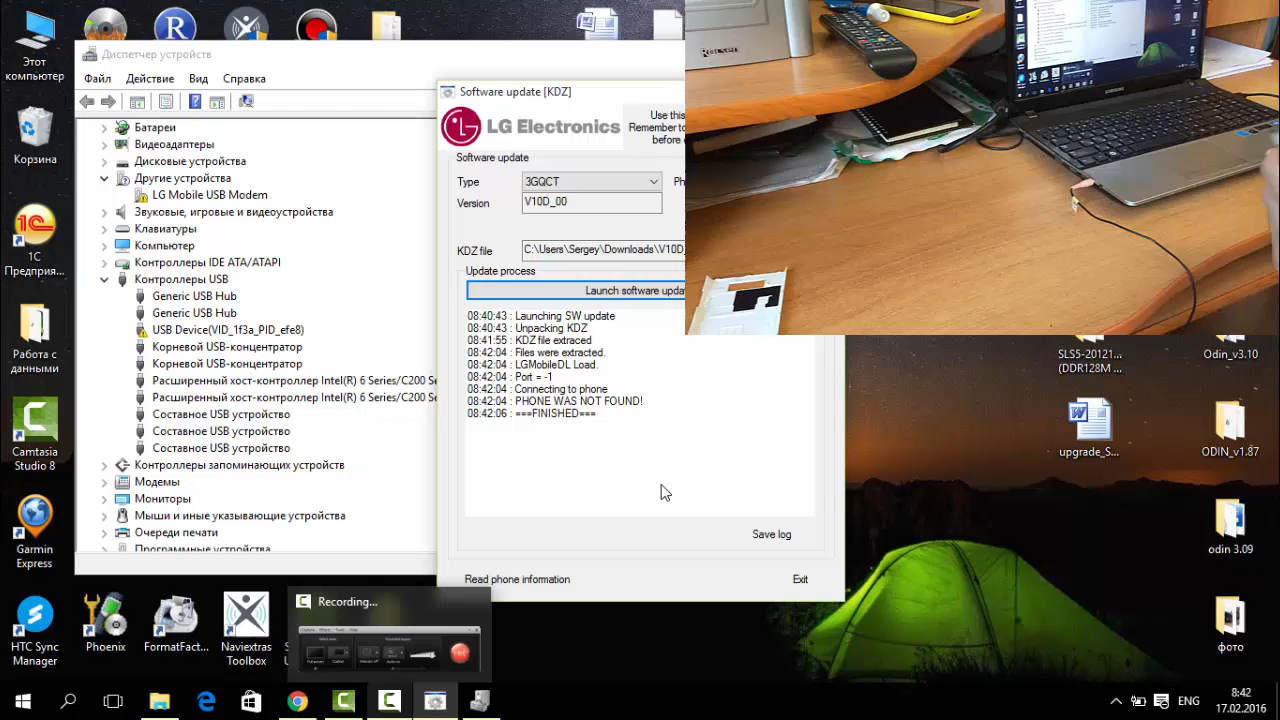 Этот компьютер
Корзина
1С Предприя...
Работа с данными
Camtasia Studio 8
Garmin Express
HTC Sync Manager
Phoenix
FormatFact...
Naviextras Toolbox
Диспетчер устройств
Файл Действие Вид Справка
Батареи
Видеоадаптеры
Дисковые устройства
Другие устройства
LG Mobile USB Modem
Звуковые, игровые и видеоустройства
Клавиатуры
Компьютер
Контроллеры IDE ATA/ATAPI
Контроллеры USB
Generic USB Hub
Generic USB Hub
USB Device(VID_1f3a_PID_efe8)
Корневой USB-концентратор
Корневой USB-концентратор
Расширенный хост-контроллер Intel(R) 6 Series/C200 Se
Расширенный хост-контроллер Intel(R) 6 Series/C200 Se
Составное USB устройство
Составное USB устройство
Составное USB устройство
Контроллеры запоминающих устройств
Модемы
Мониторы
Мыши и иные указывающие устройства
Очереди печати
Программные устройства
Software update [KDZ]
LG Electronics
Use this
Remember to
before
Software update
Type 3GQCT Ph
Version V10D_00
KDZ file C:\Users\Sergey\Downloads\V10D_
Update process
Launch software updat
08:40:43 : Launching SW update
08:40:43 : Unpacking KDZ
08:41:55 : KDZ file extraced
08:42:04 : Files were extracted.
08:42:04 : LGMobileDL Load.
08:42:04 : Port = -1
08:42:04 : Connecting to phone
08:42:04 : PHONE WAS NOT FOUND!
08:42:06 : ===FINISHED===
Save log
Read phone information Exit
Recording...
Rolsen
SAMSUNG
SLS5-20121...
(DDR128M ...
Odin_v3.10
upgrade_S...
ODIN_v1.87
odin 3.09
фото
ENG
8:42
17.02.2016